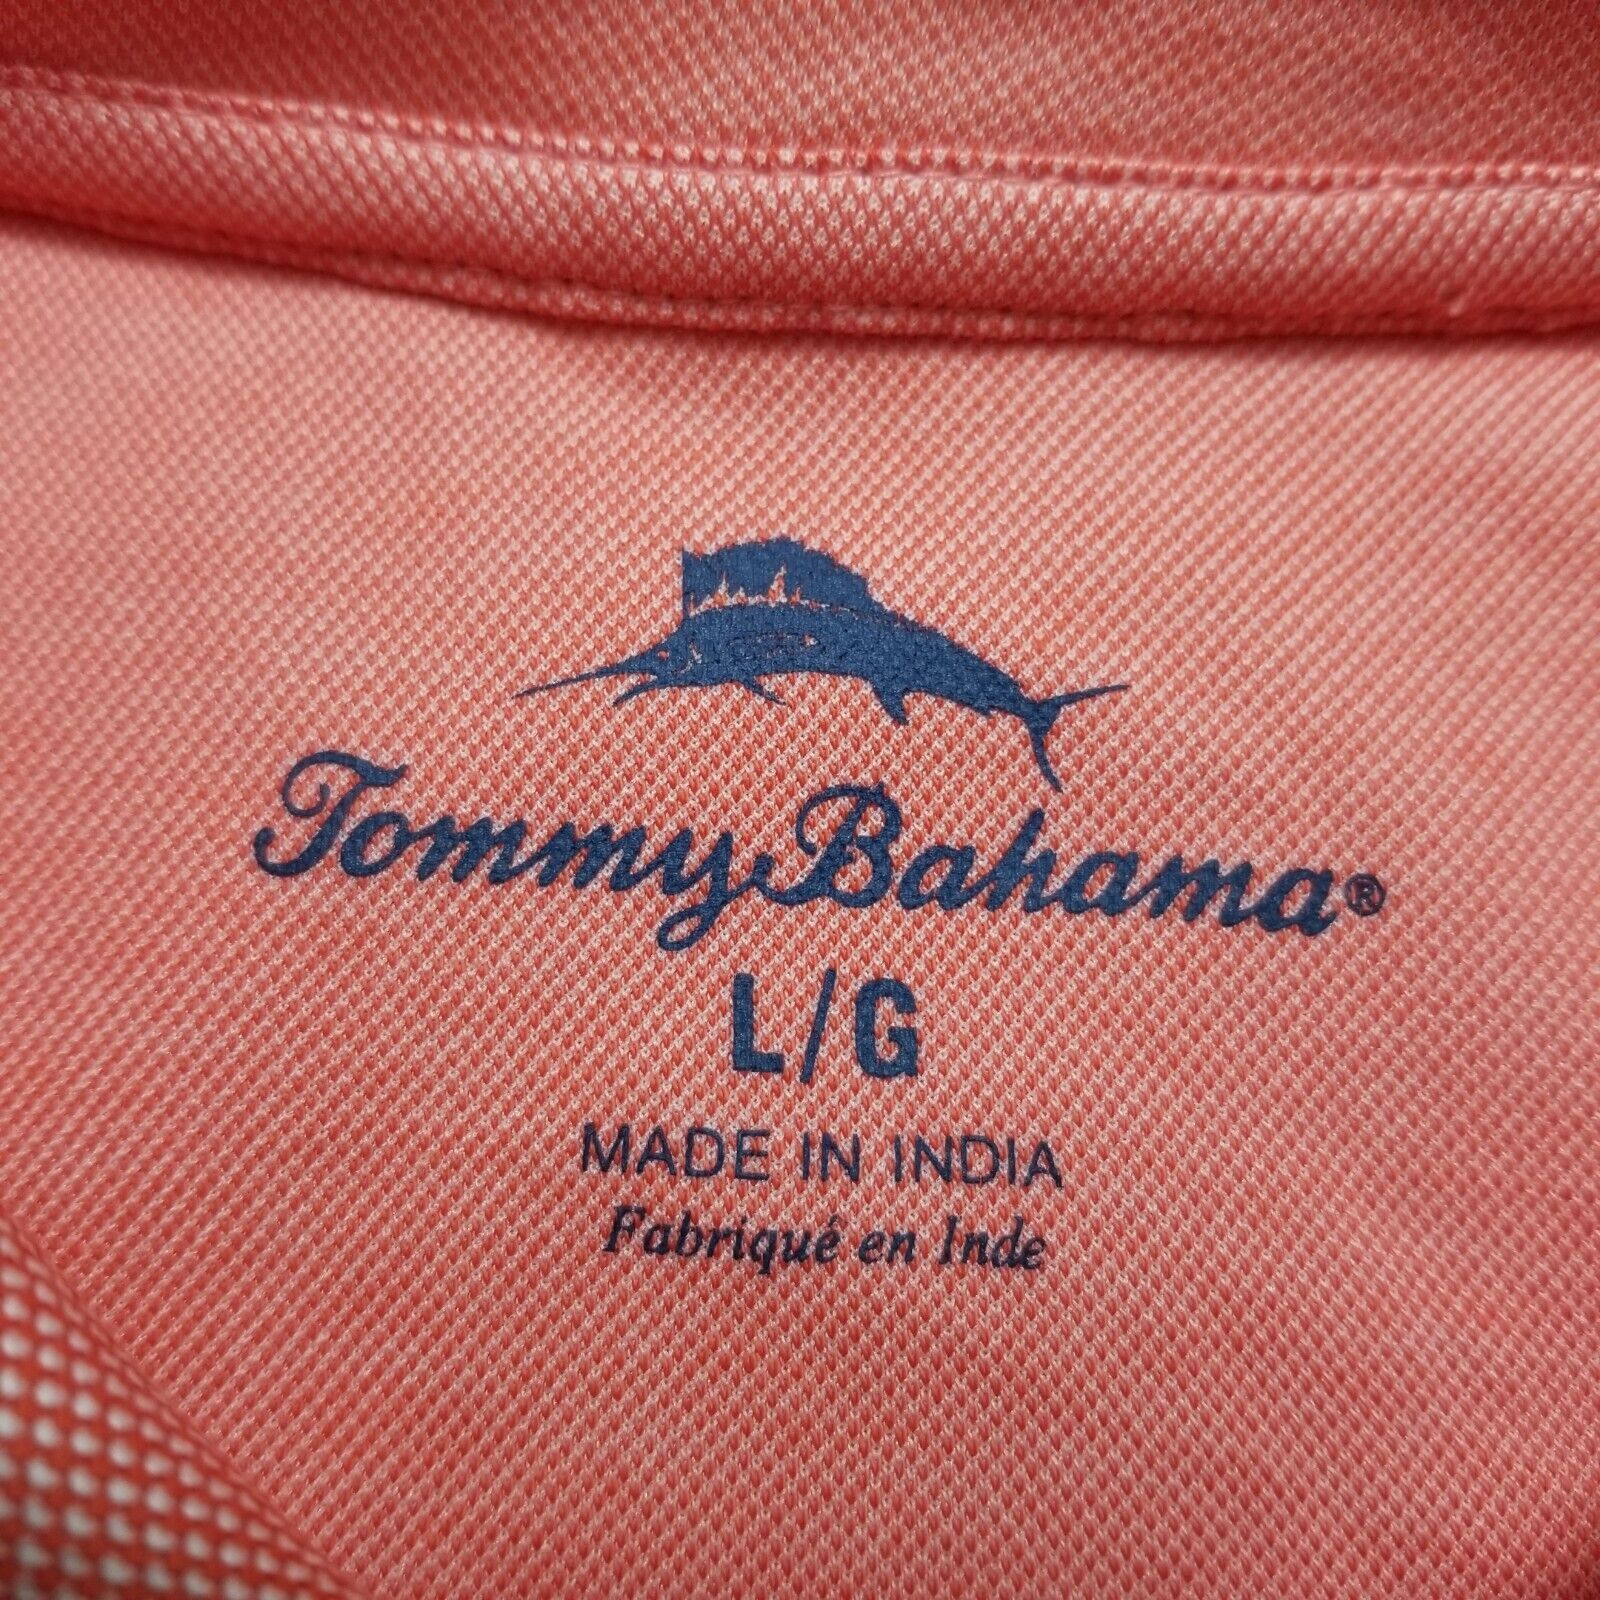 Tommy Bahama®
L/G
MADE IN INDIA
Fabriqué en Inde